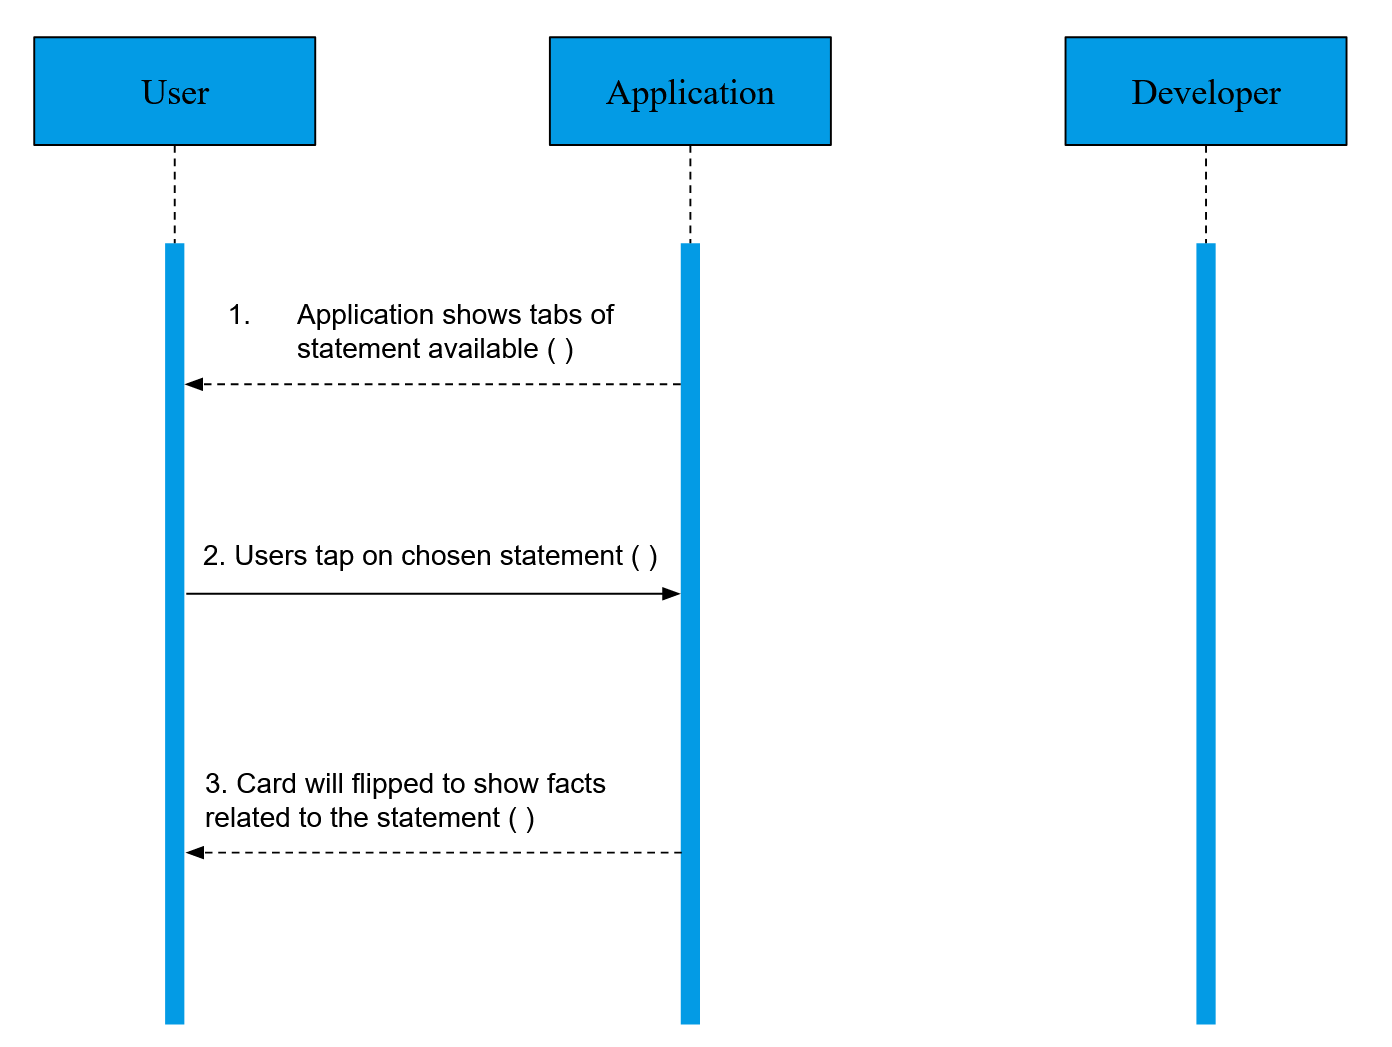 User
Application
Developer
1. Application shows tabs of
statement available ( )
2. Users tap on chosen statement ( )
3. Card will flipped to show facts
related to the statement ( )